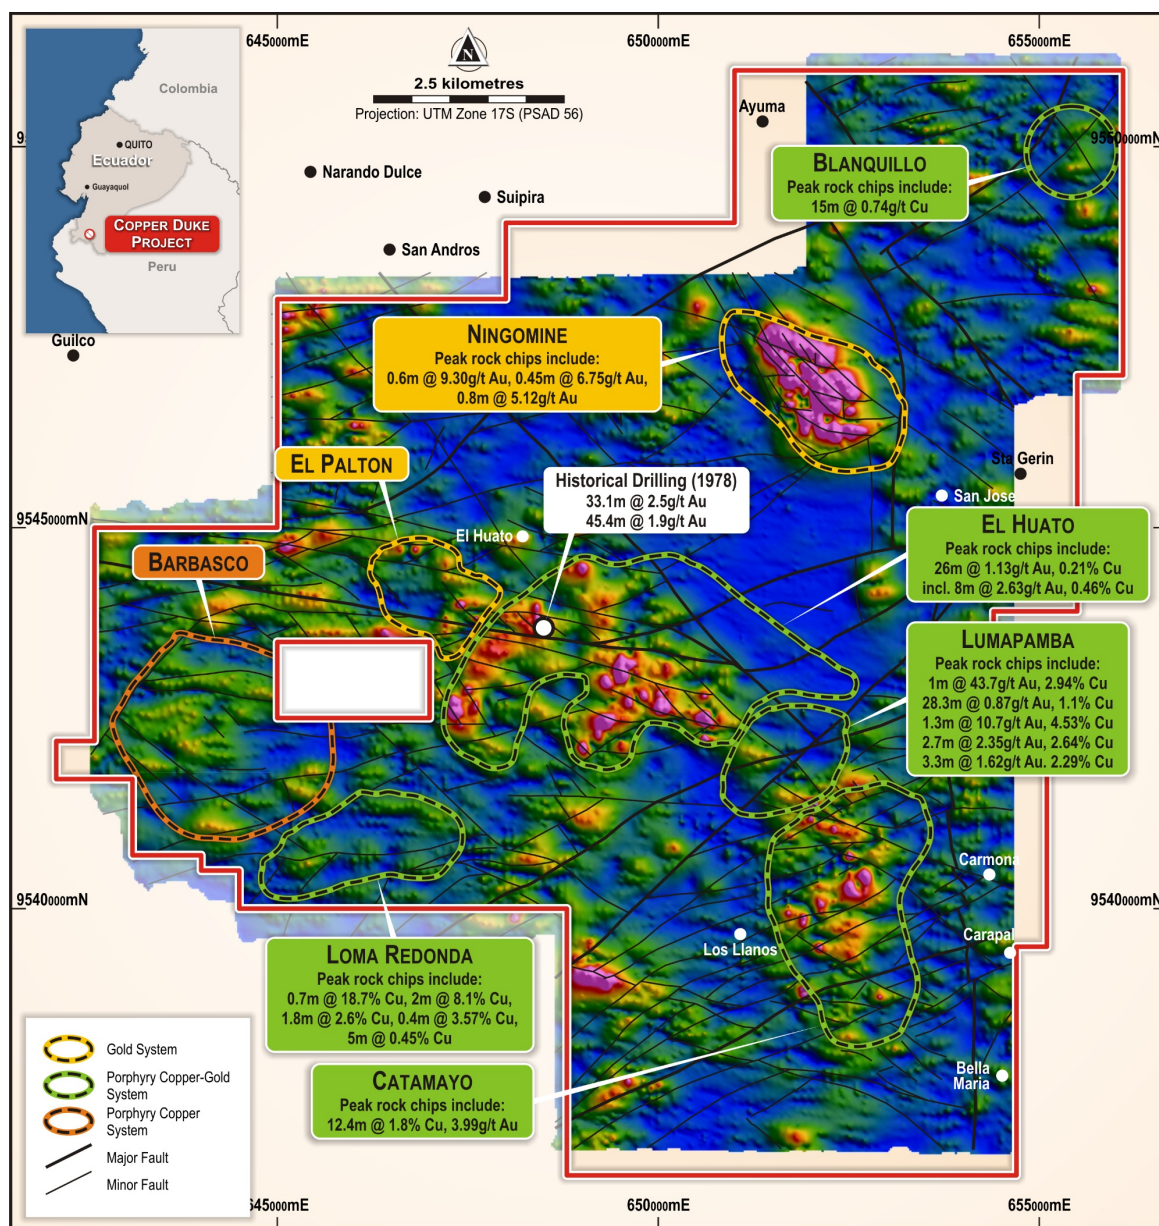 645000mE
650000mE
655000mE
N
2.5 kilometres
Projection: UTM Zone 17S (PSAD 56)
Colombia
QUITO
Ecuador
Guayaquol
COPPER DUKE
PROJECT
Peru
Guilco
Narando Dulce
Suipira
San Andros
Ayuma
9550000mN
BLANQUILLO
Peak rock chips include:
15m @ 0.74g/t Cu
NINGOMINE
Peak rock chips include:
0.6m @ 9.30g/t Au, 0.45m @ 6.75g/t Au,
0.8m @ 5.12g/t Au
EL PALTON
Historical Drilling (1978)
33.1m @ 2.5g/t Au
45.4m @ 1.9g/t Au
Sta Gerin
San Jose
9545000mN
El Huato
BARBASCO
EL HUATO
Peak rock chips include:
26m @ 1.13g/t Au, 0.21% Cu
incl. 8m @ 2.63g/t Au, 0.46% Cu
LUMAPAMBA
Peak rock chips include:
1m @ 43.7g/t Au, 2.94% Cu
28.3m @ 0.87g/t Au, 1.1% Cu
1.3m @ 10.7g/t Au, 4.53% Cu
2.7m @ 2.35g/t Au, 2.64% Cu
3.3m @ 1.62g/t Au. 2.29% Cu
Carmona
9540000mN
9540000mN
Carapal
Los Llanos
LOMA REDONDA
Peak rock chips include:
0.7m @ 18.7% Cu, 2m @ 8.1% Cu,
1.8m @ 2.6% Cu, 0.4m @ 3.57% Cu,
5m @ 0.45% Cu
Bella
Maria
CATAMAYO
Peak rock chips include:
12.4m @ 1.8% Cu, 3.99g/t Au
Gold System
Porphyry Copper-Gold
System
Porphyry Copper
System
Major Fault
Minor Fault
645000mE
650000mE
655000mE